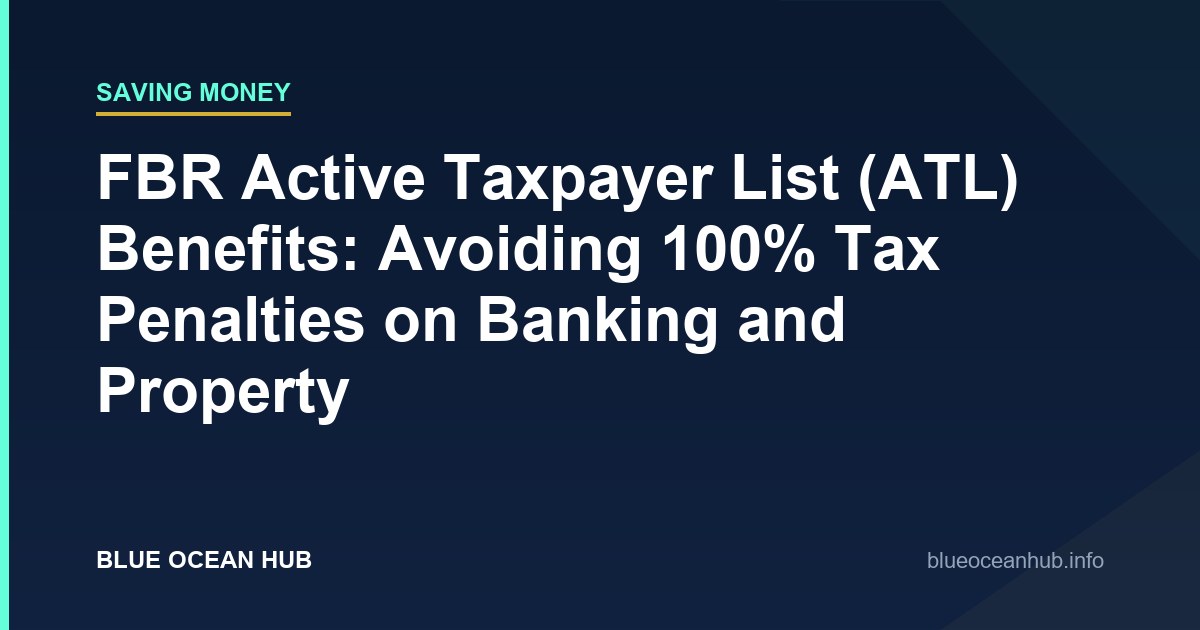 SAVING MONEY
FBR Active Taxpayer List (ATL)
Benefits: Avoiding 100% Tax
Penalties on Banking and
Property
BLUE OCEAN HUB
blueoceanhub.info